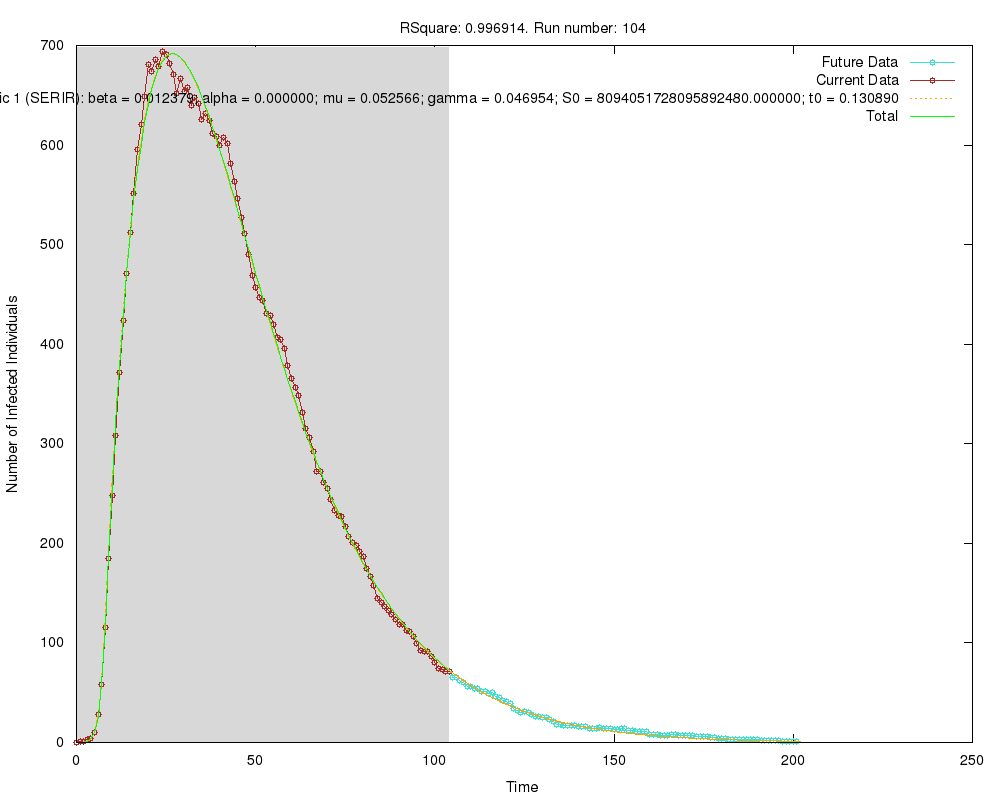 RSquare: 0.996914. Run number: 104
700
600
500
400
300
200
100
0
0
50
100
150
200
250
Number of Infected Individuals
Time
Future Data
Current Data
ic 1 (SERIR): beta = 0.012379; alpha = 0.000000; mu = 0.052566; gamma = 0.046954; S0 = 8094051728095892480.000000; t0 = 0.130890
Total